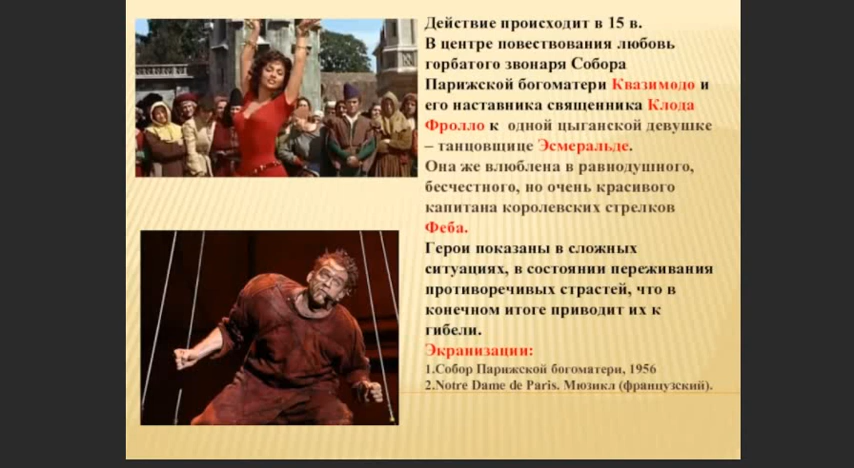 Действие происходит в 15 в.
В центре повествования любовь
горбатого звонаря Собора
Парижской богоматери Квазимодо и
его наставника священника Клода
Фролло к одной цыганской девушке
– танцовщице Эсмеральде.
Она же влюблена в равнодушного,
бесчестного, но очень красивого
капитана королевских стрелков
Феба.
Герои показаны в сложных
ситуациях, в состоянии переживания
противоречивых страстей, что в
конечном итоге приводит их к
гибели.
Экранизации:
1.Собор Парижской богоматери, 1956
2.Notre Dame de Paris. Мюзикл (французский).